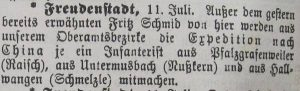 * Freudenstadt, 11. Juli. Außer dem gestern
bereits erwähnten Fritz Schmid von hier werden aus
unserem Oberamtsbezirke die Expedition nach
China je ein Infanterist aus Pfalzgrafenweiler
(Raisch), aus Untermusbach (Nußkern) und aus Hall-
wangen (Schmelzle) mitmachen.